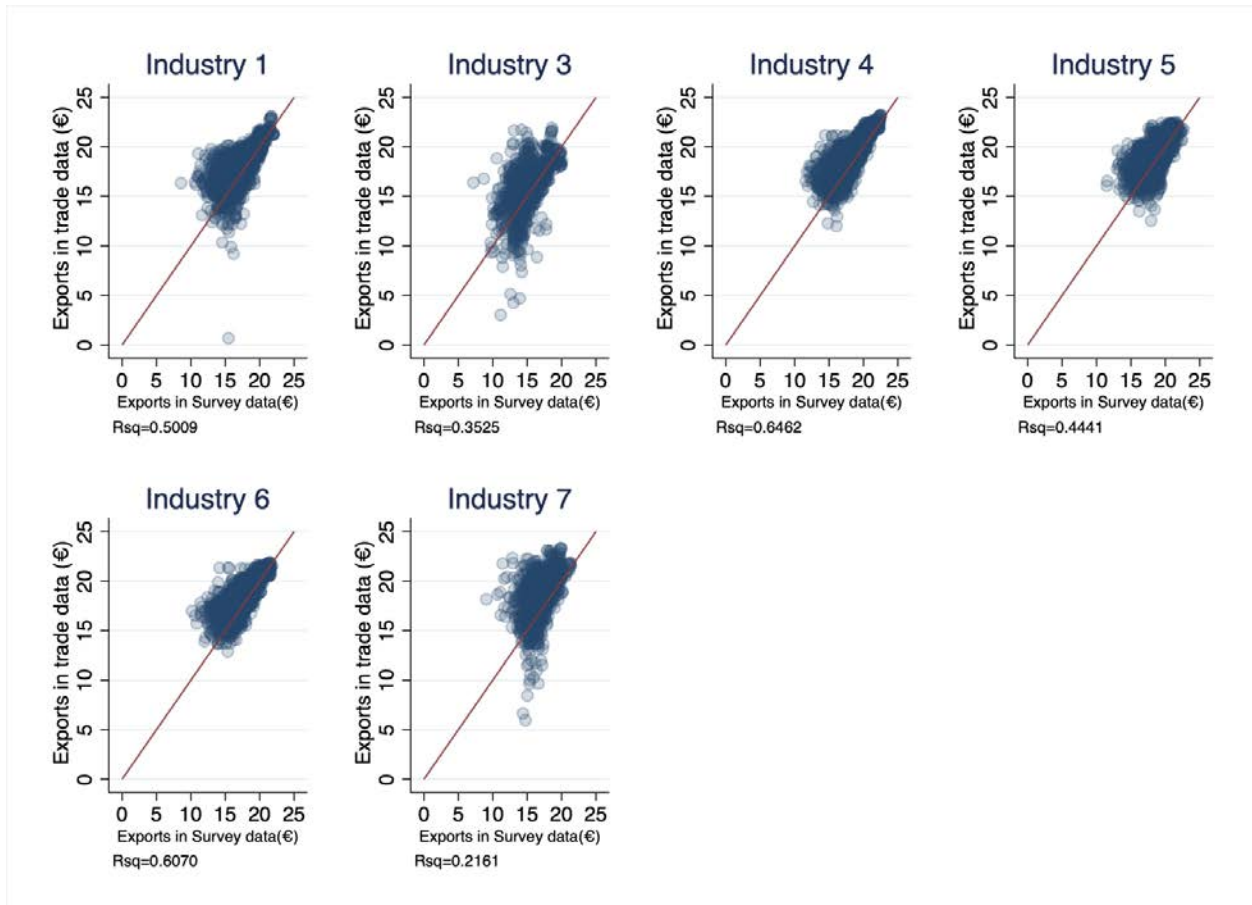 Industry 1
Exports in trade data (€)
25
20
15
10
5
0
0 5 10 15 20 25
Exports in Survey data(€)
Rsq=0.5009
Industry 3
Exports in trade data (€)
25
20
15
10
5
0
0 5 10 15 20 25
Exports in Survey data(€)
Rsq=0.3525
Industry 4
Exports in trade data (€)
25
20
15
10
5
0
0 5 10 15 20 25
Exports in Survey data(€)
Rsq=0.6462
Industry 5
Exports in trade data (€)
25
20
15
10
5
0
0 5 10 15 20 25
Exports in Survey data(€)
Rsq=0.4441
Industry 6
Exports in trade data (€)
25
20
15
10
5
0
0 5 10 15 20 25
Exports in Survey data(€)
Rsq=0.6070
Industry 7
Exports in trade data (€)
25
20
15
10
5
0
0 5 10 15 20 25
Exports in Survey data(€)
Rsq=0.2161